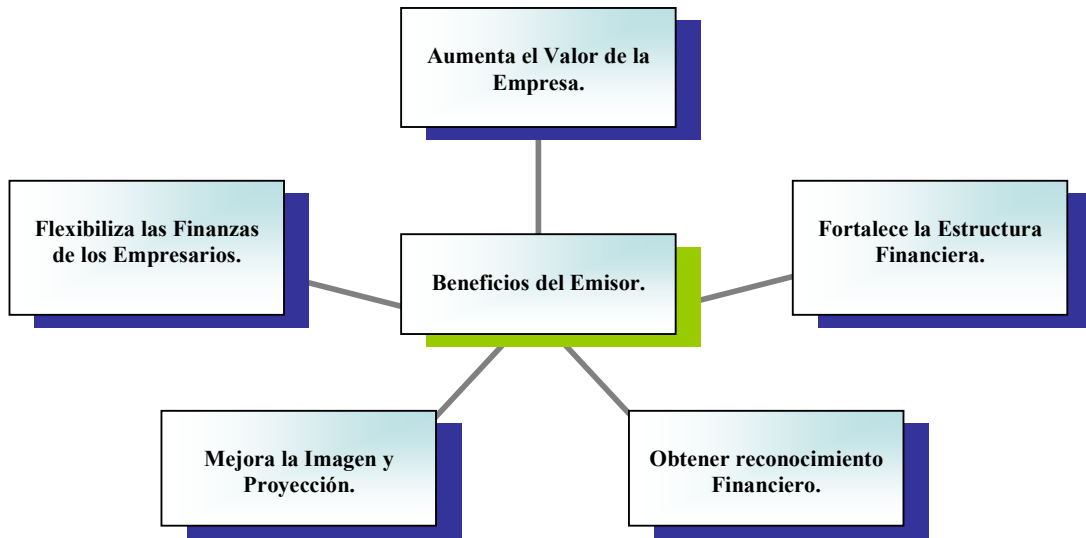 Aumenta el Valor de la
Empresa.
Flexibiliza las Finanzas
de los Empresarios.
Fortalece la Estructura
Financiera.
Beneficios del Emisor.
Mejora la Imagen y
Proyección.
Obtener reconocimiento
Financiero.